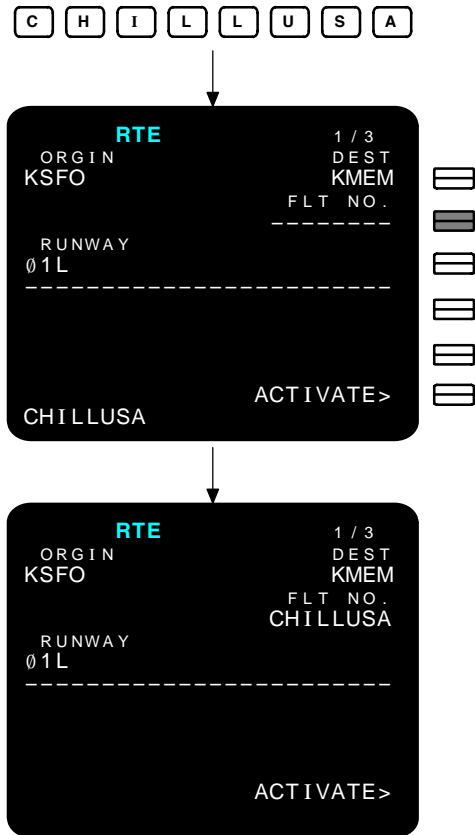 C H I L L U S A
RTE 1/3
ORGIN DEST
KSFO KMEM
FLT NO.
--------
RUNWAY
Ø1L
--------------------------
ACTIVATE>
CHILLUSA
RTE 1/3
ORGIN DEST
KSFO KMEM
FLT NO.
CHILLUSA
RUNWAY
Ø1L
--------------------------
ACTIVATE>